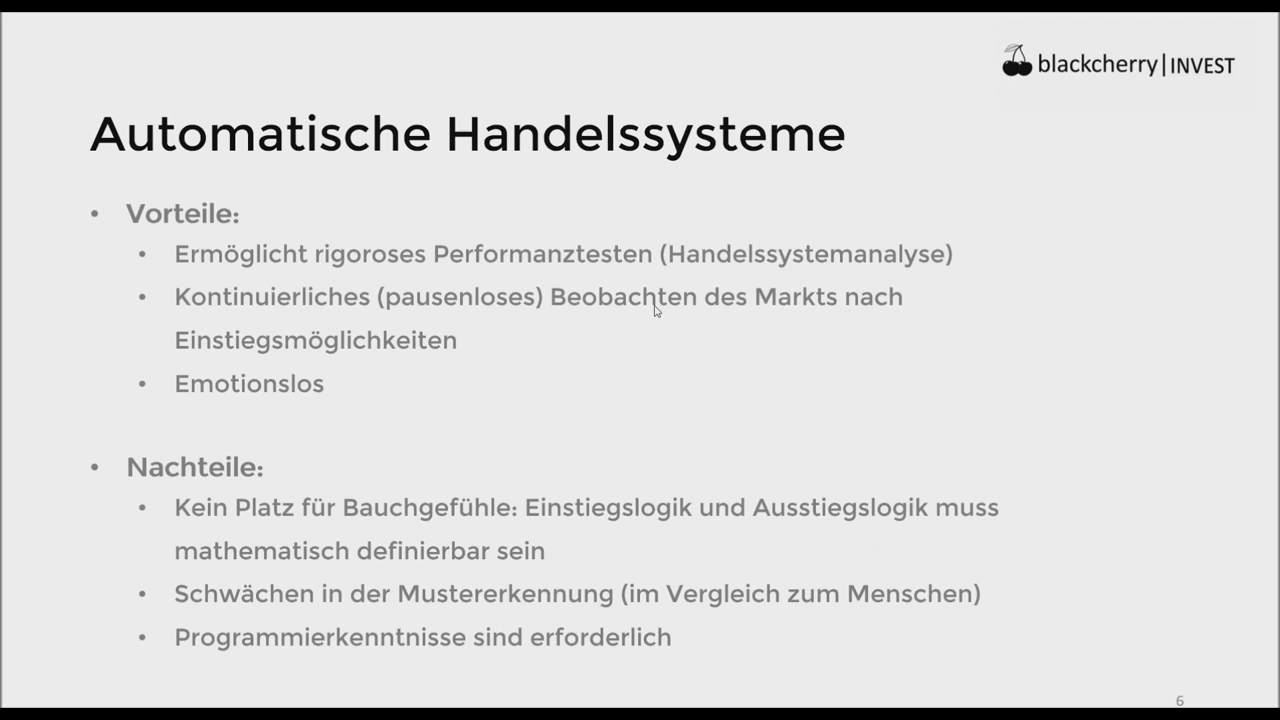 blackcherry|INVEST
Automatische Handelssysteme
• Vorteile:
• Ermöglicht rigoroses Performanztesten (Handelssystemanalyse)
• Kontinuierliches (pausenloses) Beobachten des Markts nach
Einstiegsmöglichkeiten
• Emotionslos
• Nachteile:
• Kein Platz für Bauchgefühle: Einstiegslogik und Ausstiegslogik muss
mathematisch definierbar sein
• Schwächen in der Mustererkennung (im Vergleich zum Menschen)
• Programmierkenntnisse sind erforderlich
6